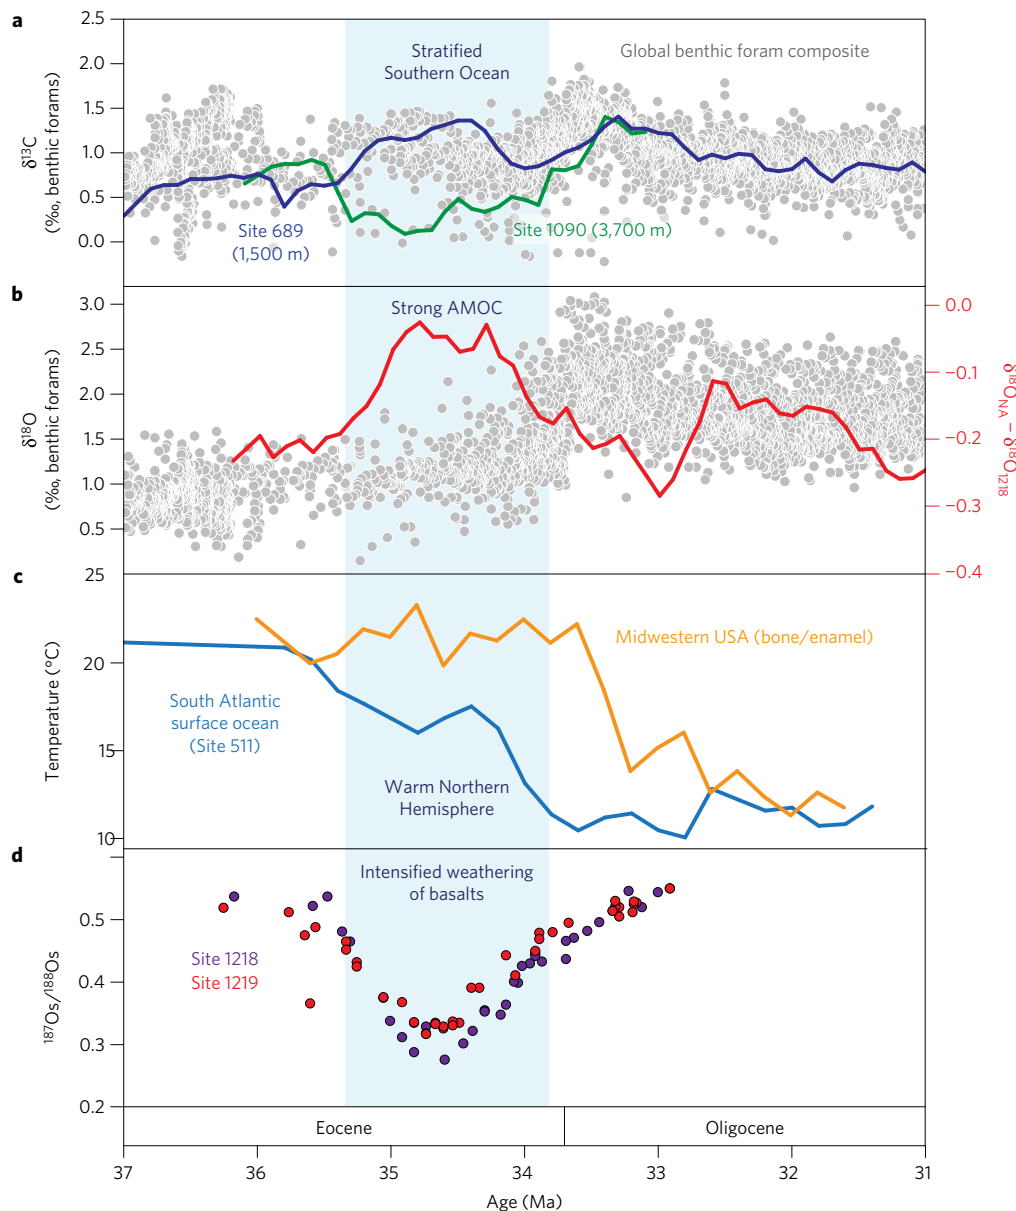 a
2.5
2.0
1.5
1.0
0.5
0.0
δ13C
(‰, benthic forams)
Stratified
Southern Ocean
Global benthic foram composite
Site 689
(1,500 m)
Site 1090 (3,700 m)
b
3.0
2.5
2.0
1.5
1.0
0.5
δ18O
(‰, benthic forams)
Strong AMOC
0.0
−0.1
−0.2
−0.3
−0.4
δ18ONA − δ18O1218
c
25
20
15
10
Temperature (°C)
Midwestern USA (bone/enamel)
South Atlantic
surface ocean
(Site 511)
Warm Northern
Hemisphere
d
0.5
0.4
0.3
0.2
187Os/188Os
Intensified weathering
of basalts
Site 1218
Site 1219
Eocene
Oligocene
37
36
35
34
33
32
31
Age (Ma)